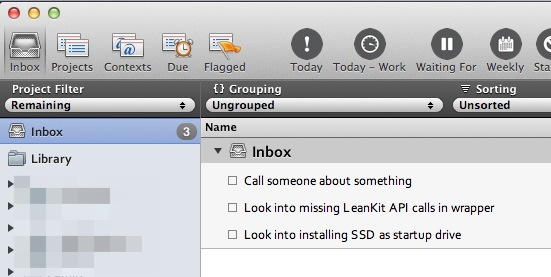 Inbox Projects Contexts Due Flagged Today Today - Work Waiting For Weekly
Project Filter {} Grouping Sorting
Remaining Ungrouped Unsorted
Inbox 3 Name
Library Inbox
Call someone about something
Look into missing LeanKit API calls in wrapper
Look into installing SSD as startup drive